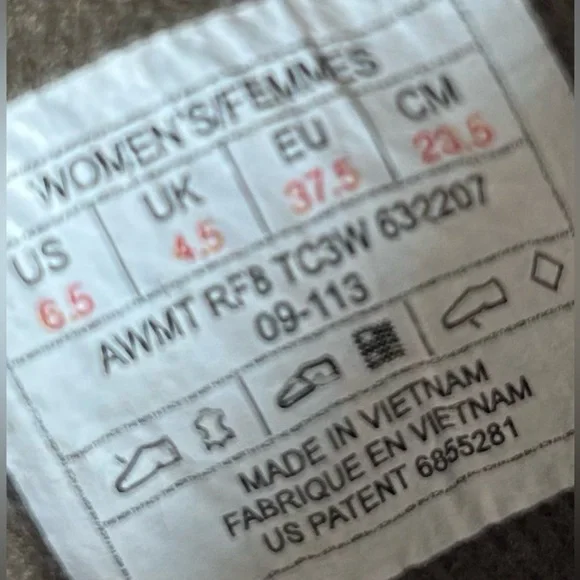 WOMEN'S/FEMMES
US UK EU CM
6.5 4.5 37.5 23.5
AWMT RF8 TC3W 632207
09-113
MADE IN VIETNAM
FABRIQUE EN VIETNAM
US PATENT 6855281